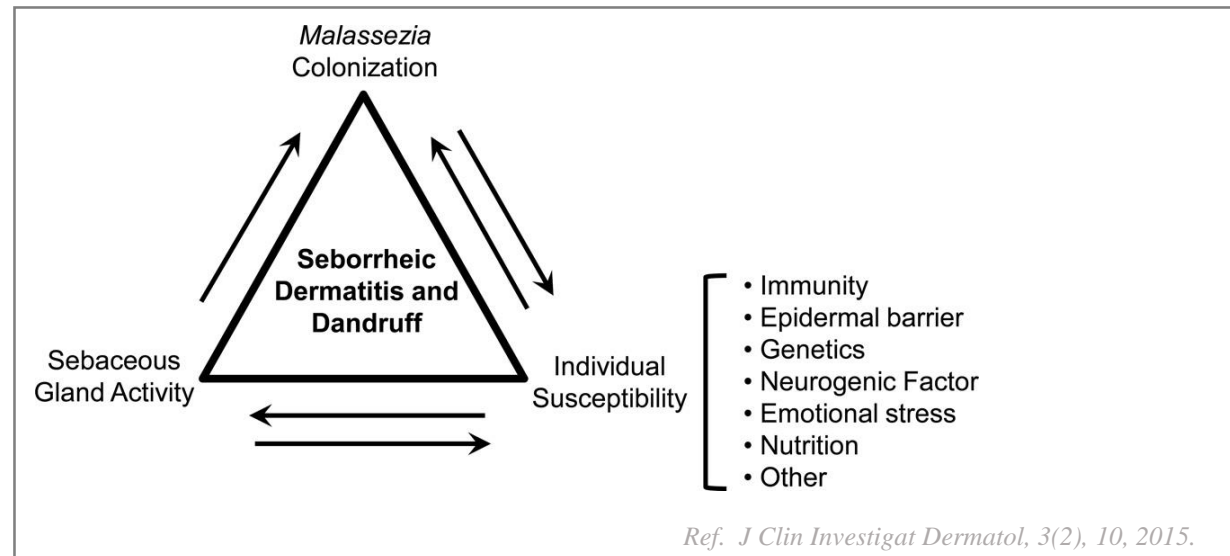 Malassezia
Colonization
Seborrheic
Dermatitis and
Dandruff
Sebaceous
Gland Activity
Individual
Susceptibility
• Immunity
• Epidermal barrier
• Genetics
• Neurogenic Factor
• Emotional stress
• Nutrition
• Other
Ref. J Clin Investigat Dermatol, 3(2), 10, 2015.